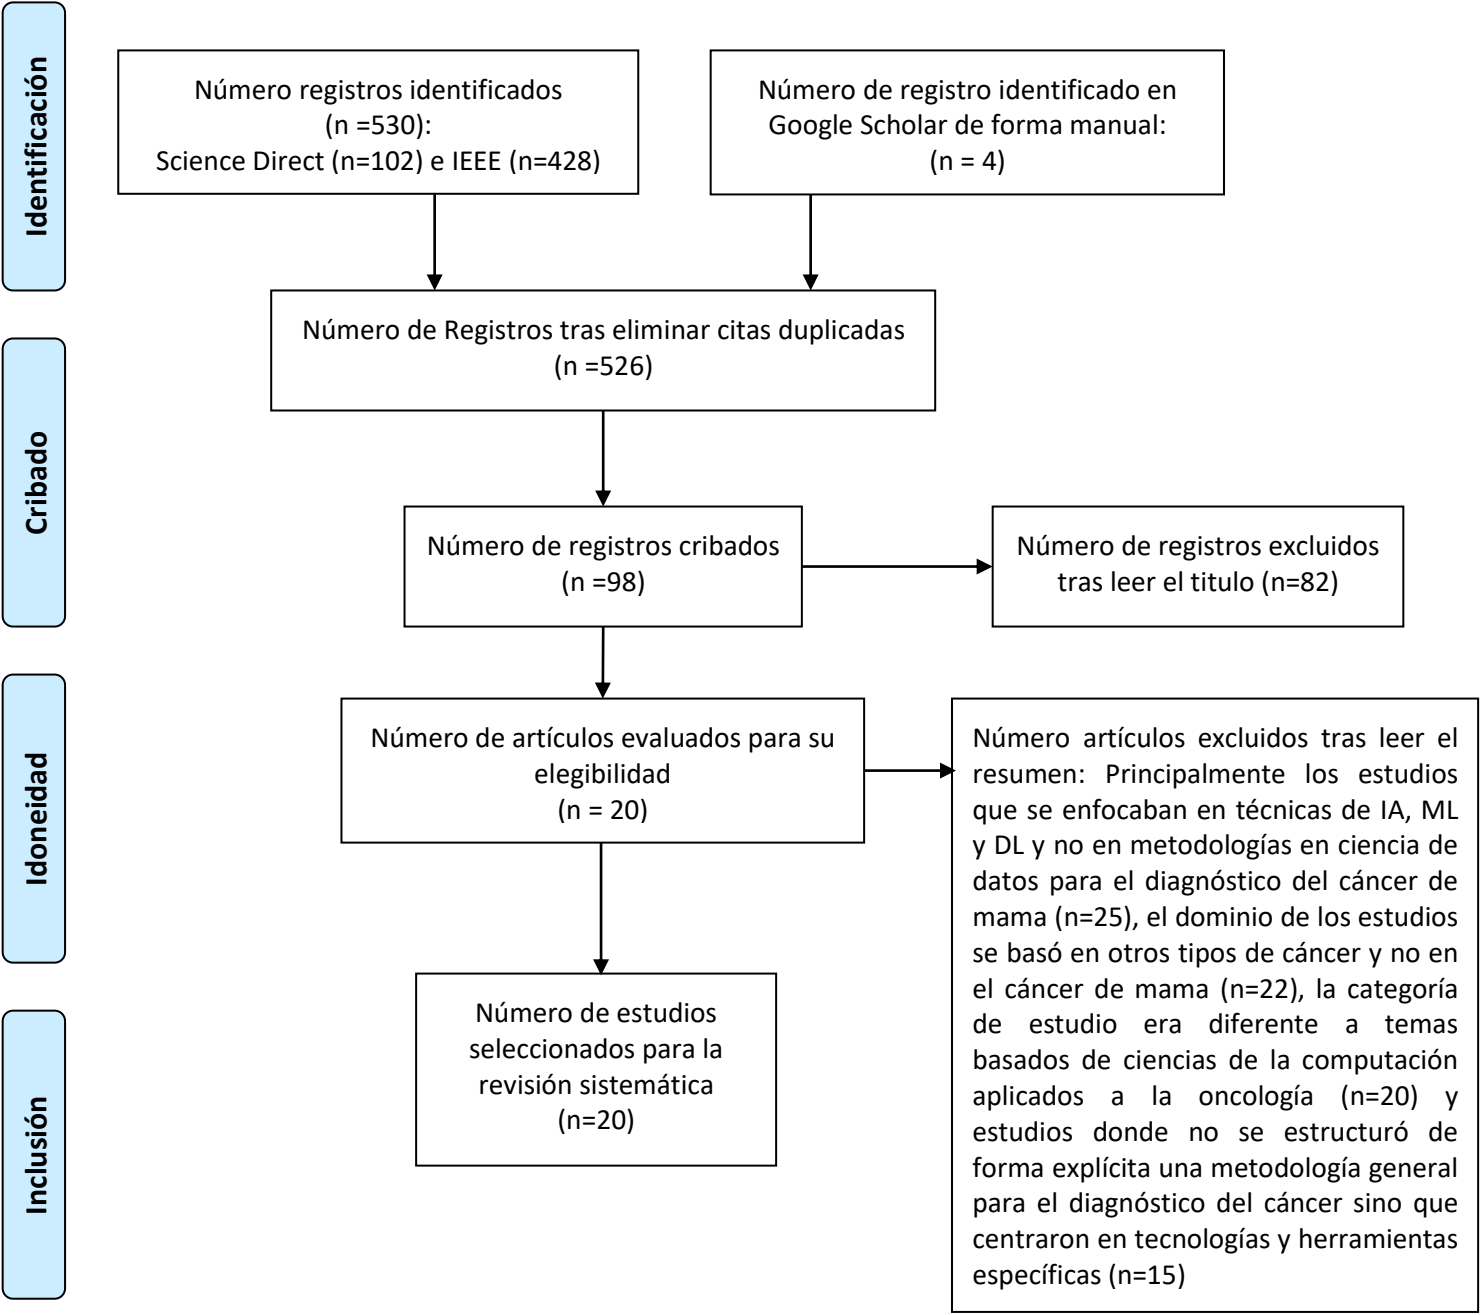 Identificación
Número registros identificados
(n =530):
Science Direct (n=102) e IEEE (n=428)
Número de registro identificado en
Google Scholar de forma manual:
(n = 4)
Número de Registros tras eliminar citas duplicadas
(n =526)
Cribado
Número de registros cribados
(n =98)
Número de registros excluidos
tras leer el titulo (n=82)
Idoneidad
Número de artículos evaluados para su
elegibilidad
(n = 20)
Número artículos excluidos tras leer el
resumen: Principalmente los estudios
que se enfocaban en técnicas de IA, ML
y DL y no en metodologías en ciencia de
datos para el diagnóstico del cáncer de
mama (n=25), el dominio de los estudios
se basó en otros tipos de cáncer y no en
el cáncer de mama (n=22), la categoría
de estudio era diferente a temas
basados de ciencias de la computación
aplicados a la oncología (n=20) y
estudios donde no se estructuró de
forma explícita una metodología general
para el diagnóstico del cáncer sino que
centraron en tecnologías y herramientas
específicas (n=15)
Inclusión
Número de estudios
seleccionados para la
revisión sistemática
(n=20)